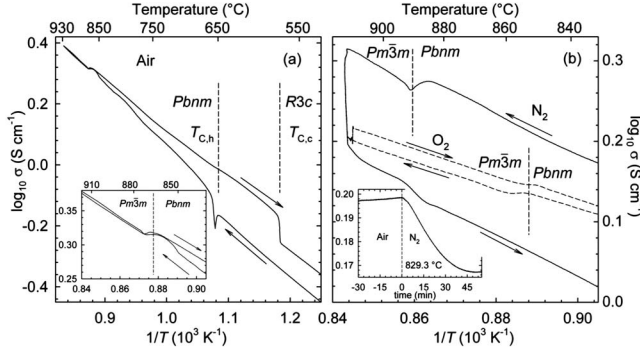 Temperature (°C)
930 850 750 650 550
0.4
0.2
0.0
-0.2
-0.4
log₁₀ σ (S cm⁻¹)
Air
(a)
Pbnm
R3c
T_C,h
T_C,c
910 880 850
Pm3̄m Pbnm
0.35
0.30
0.25
0.84 0.86 0.88 0.90
0.9 1.0 1.1 1.2
1/T (10³ K⁻¹)
Temperature (°C)
910 880 860 840
Pm3̄m
Pbnm
(b)
N₂
O₂
Pm3̄m
Pbnm
0.3
0.2
0.1
0.0
log₁₀ σ (S cm⁻¹)
0.20
0.19
0.18
0.17
Air
N₂
829.3 °C
-30 -15 0 15 30 45
time (min)
0.84 0.86 0.88 0.90
1/T (10³ K⁻¹)